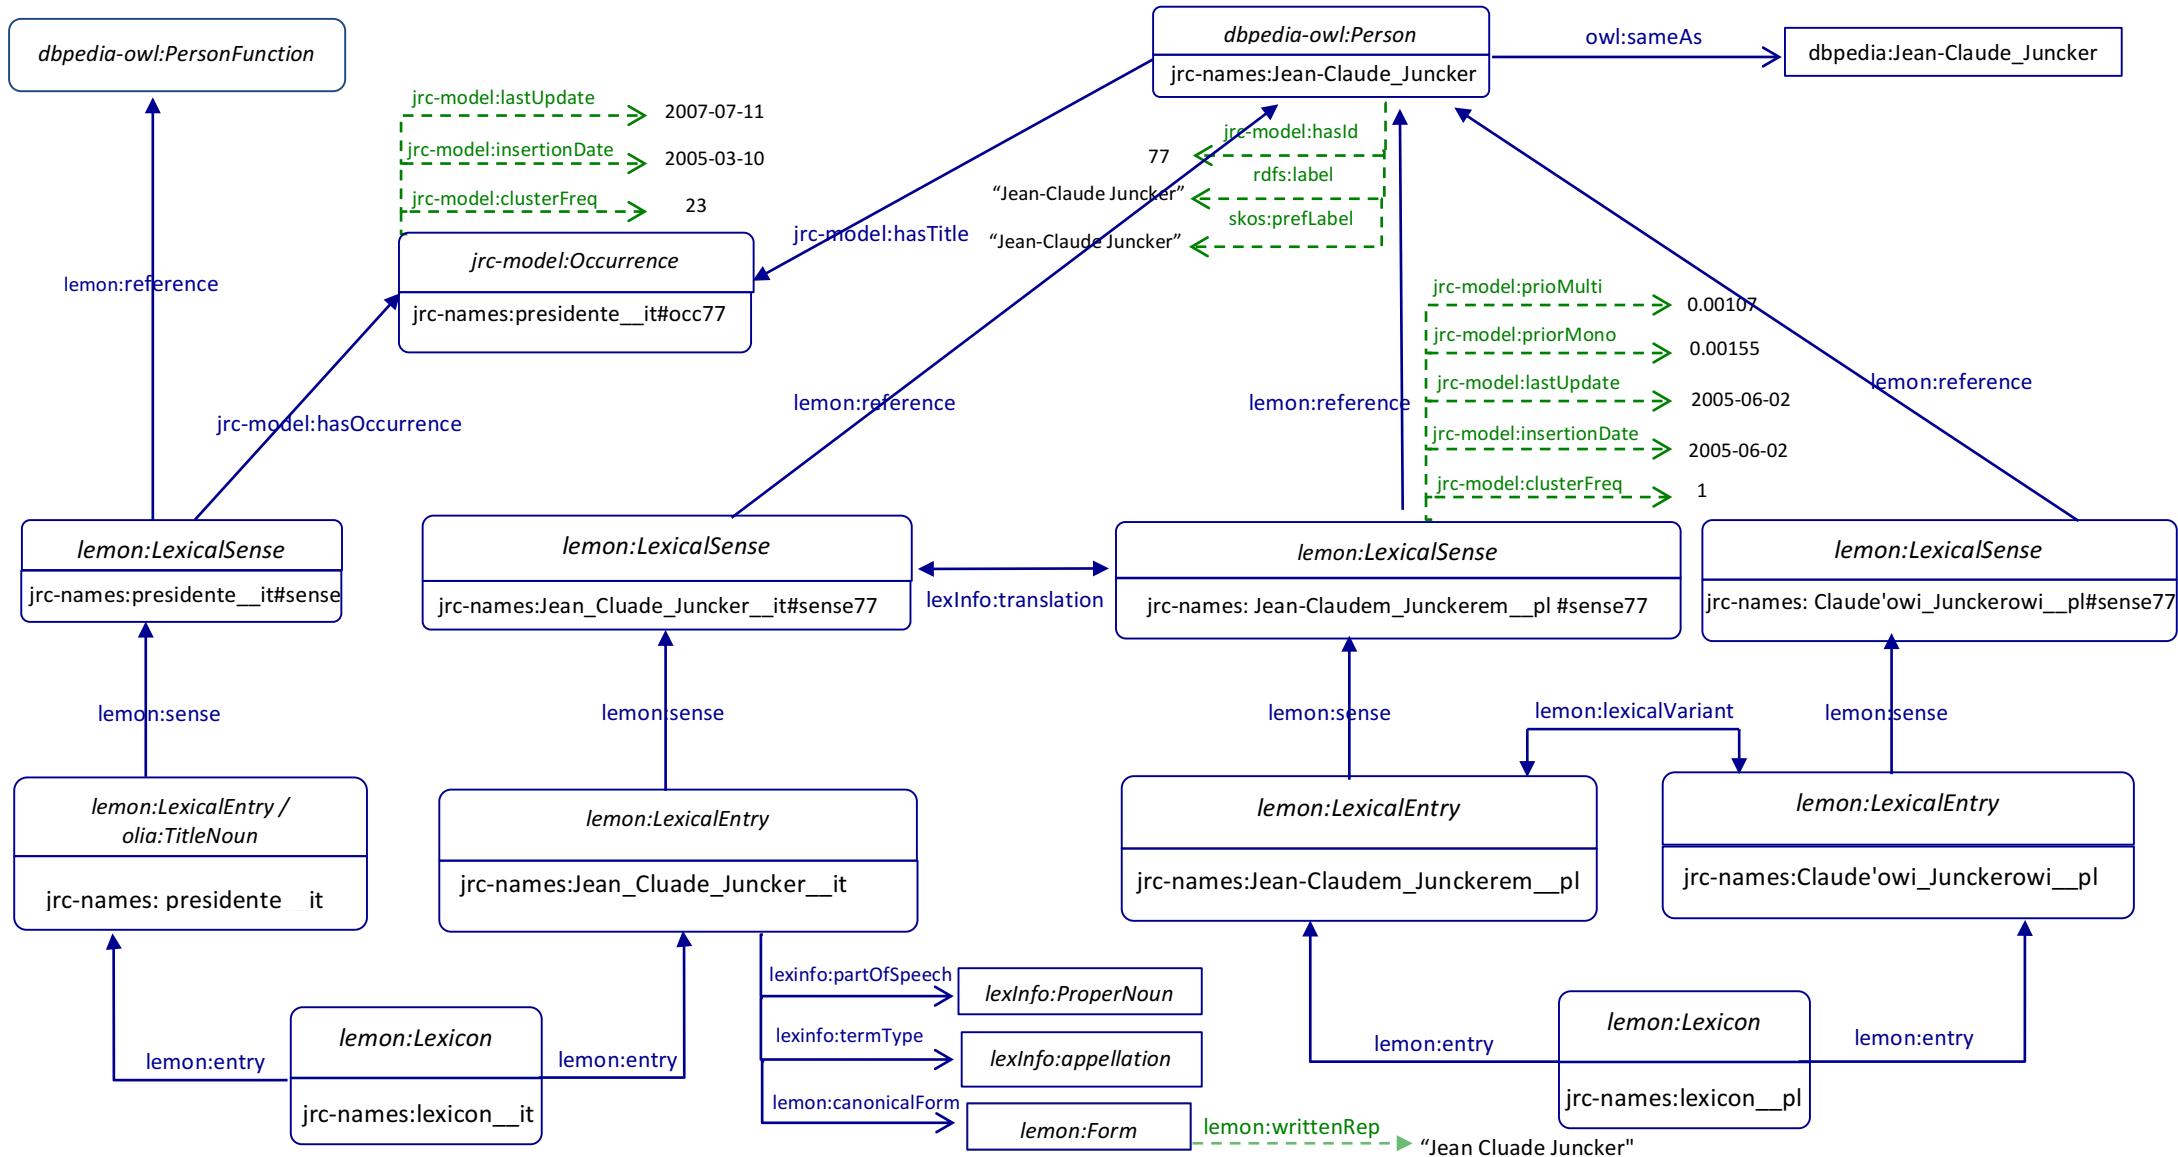 dbpedia-owl:PersonFunction
dbpedia-owl:Person
jrc-names:Jean-Claude_Juncker
owl:sameAs
dbpedia:Jean-Claude_Juncker
jrc-model:lastUpdate
2007-07-11
jrc-model:insertionDate
2005-03-10
jrc-model:clusterFreq
23
jrc-model:hasId
77
rdfs:label
“Jean-Claude Juncker”
skos:prefLabel
“Jean-Claude Juncker”
jrc-model:hasTitle
jrc-model:Occurrence
jrc-names:presidente__it#occ77
lemon:reference
jrc-model:hasOccurrence
lemon:reference
lemon:reference
jrc-model:prioMulti
0.00107
jrc-model:priorMono
0.00155
jrc-model:lastUpdate
2005-06-02
jrc-model:insertionDate
2005-06-02
jrc-model:clusterFreq
1
lemon:reference
lemon:LexicalSense
jrc-names:presidente__it#sense
lemon:LexicalSense
jrc-names:Jean_Cluade_Juncker__it#sense77
lexInfo:translation
lemon:LexicalSense
jrc-names: Jean-Claudem_Junckerem__pl #sense77
lemon:LexicalSense
jrc-names: Claude'owi_Junckerowi__pl#sense77
lemon:sense
lemon:sense
lemon:sense
lemon:lexicalVariant
lemon:sense
lemon:LexicalEntry /
olia:TitleNoun
jrc-names: presidente__it
lemon:LexicalEntry
jrc-names:Jean_Cluade_Juncker__it
lemon:LexicalEntry
jrc-names:Jean-Claudem_Junckerem__pl
lemon:LexicalEntry
jrc-names:Claude'owi_Junckerowi__pl
lexinfo:partOfSpeech
lexInfo:ProperNoun
lexinfo:termType
lexInfo:appellation
lemon:canonicalForm
lemon:Form
lemon:writtenRep
“Jean Cluade Juncker"
lemon:entry
lemon:Lexicon
jrc-names:lexicon__it
lemon:entry
lemon:entry
lemon:Lexicon
jrc-names:lexicon__pl
lemon:entry